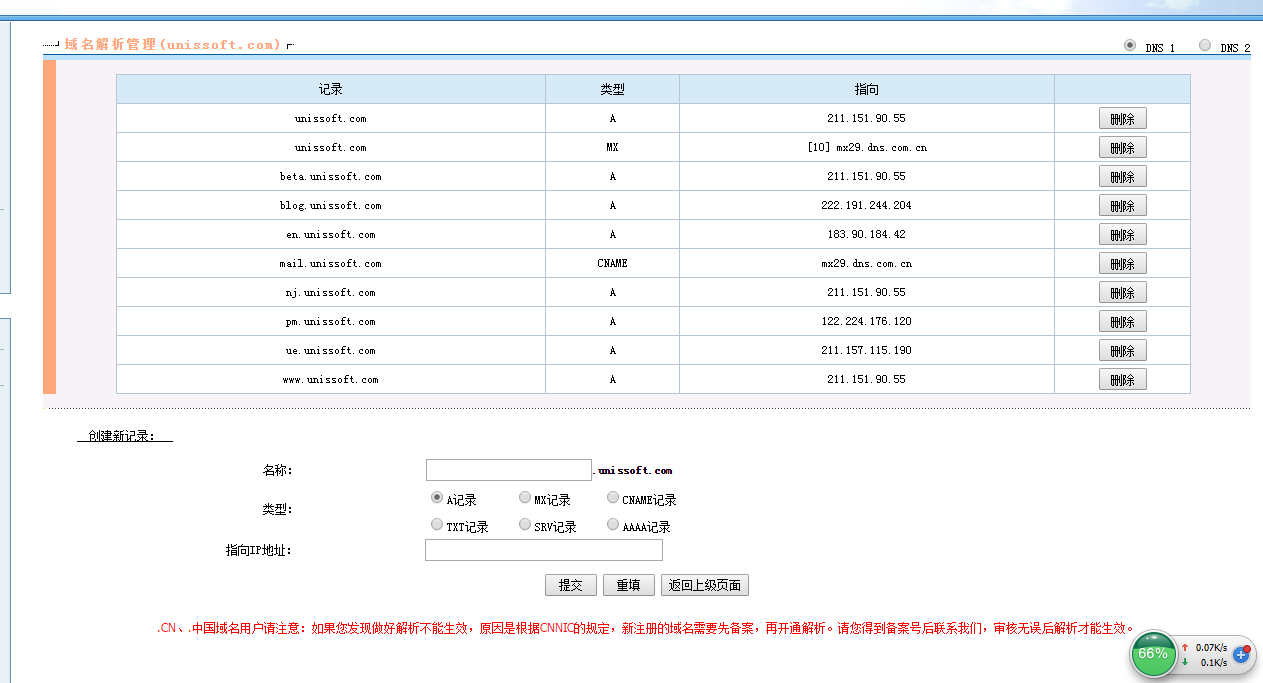 域名解析管理(unissoft.com)
DNS 1 DNS 2
记录 类型 指向
unissoft.com A 211.151.90.55 删除
unissoft.com MX [10] mx29.dns.com.cn 删除
beta.unissoft.com A 211.151.90.55 删除
blog.unissoft.com A 222.191.244.204 删除
en.unissoft.com A 183.90.184.42 删除
mail.unissoft.com CNAME mx29.dns.com.cn 删除
nj.unissoft.com A 211.151.90.55 删除
pm.unissoft.com A 122.224.176.120 删除
ue.unissoft.com A 211.157.115.190 删除
www.unissoft.com A 211.151.90.55 删除
创建新记录:
名称: .unissoft.com
类型: A记录 MX记录 CNAME记录
TXT记录 SRV记录 AAAA记录
指向IP地址:
提交 重填 返回上级页面
.CN、.中国域名用户请注意：如果您发现做好解析不能生效，原因是根据CNNIC的规定，新注册的域名需要先备案，再开通解析。请您得到备案号后联系我们，审核无误后解析才能生效。
66% 0.07K/s
0.1K/s